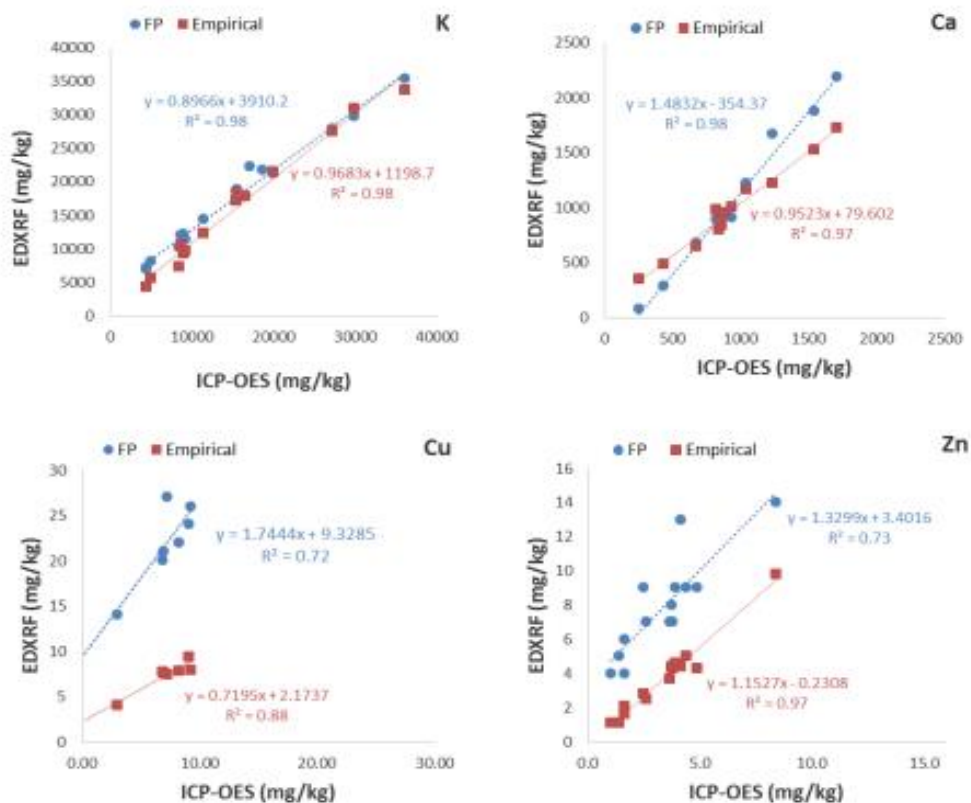 FP Empirical
K
EDXRF (mg/kg)
40000
35000
30000
25000
20000
15000
10000
5000
0
y = 0.8966x + 3910.2
R² = 0.98
y = 0.9683x + 1198.7
R² = 0.98
0 10000 20000 30000 40000
ICP-OES (mg/kg)
FP Empirical
Ca
EDXRF (mg/kg)
2500
2000
1500
1000
500
0
y = 1.4832x - 354.37
R² = 0.98
y = 0.9523x + 79.602
R² = 0.97
0 500 1000 1500 2000 2500
ICP-OES (mg/kg)
FP Empirical
Cu
EDXRF (mg/kg)
30
25
20
15
10
5
0
y = 1.7444x + 9.3285
R² = 0.72
y = 0.7195x + 2.1737
R² = 0.88
0.00 10.00 20.00 30.00
ICP-OES (mg/kg)
FP Empirical
Zn
EDXRF (mg/kg)
16
14
12
10
8
6
4
2
0
y = 1.3299x + 3.4016
R² = 0.73
y = 1.1527x - 0.2308
R² = 0.97
0.0 5.0 10.0 15.0
ICP-OES (mg/kg)